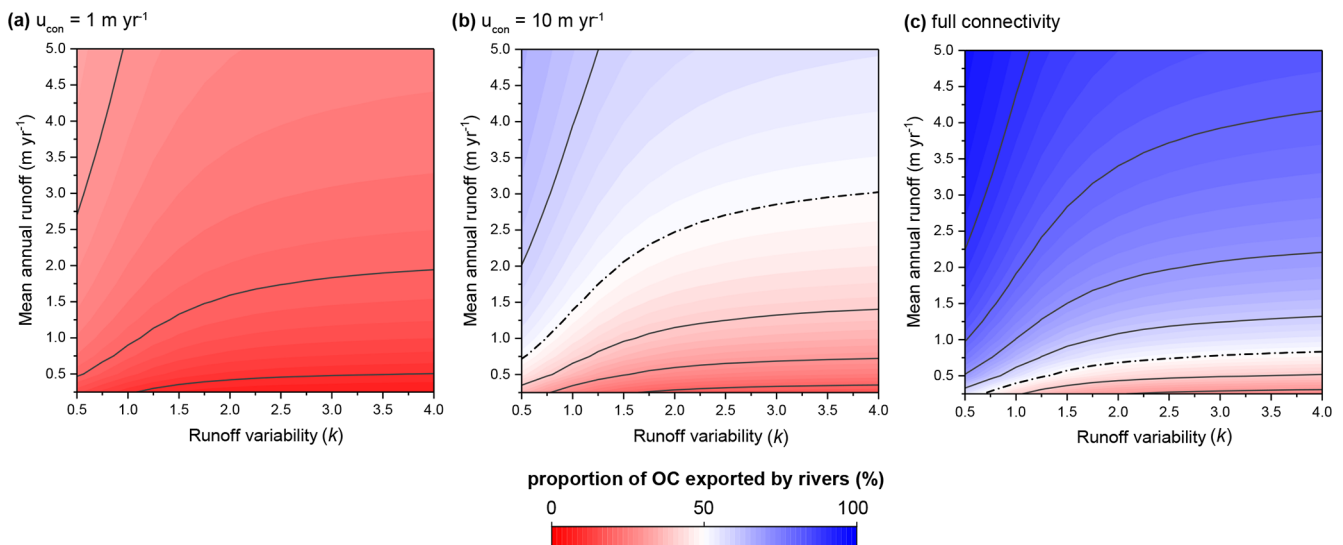 (a) u_con = 1 m yr⁻¹
(b) u_con = 10 m yr⁻¹
(c) full connectivity
Mean annual runoff (m yr⁻¹)
5.0
4.5
4.0
3.5
3.0
2.5
2.0
1.5
1.0
0.5
0.5 1.0 1.5 2.0 2.5 3.0 3.5 4.0
Runoff variability (k)
Mean annual runoff (m yr⁻¹)
5.0
4.5
4.0
3.5
3.0
2.5
2.0
1.5
1.0
0.5
0.5 1.0 1.5 2.0 2.5 3.0 3.5 4.0
Runoff variability (k)
Mean annual runoff (m yr⁻¹)
5.0
4.5
4.0
3.5
3.0
2.5
2.0
1.5
1.0
0.5
0.5 1.0 1.5 2.0 2.5 3.0 3.5 4.0
Runoff variability (k)
proportion of OC exported by rivers (%)
0 50 100